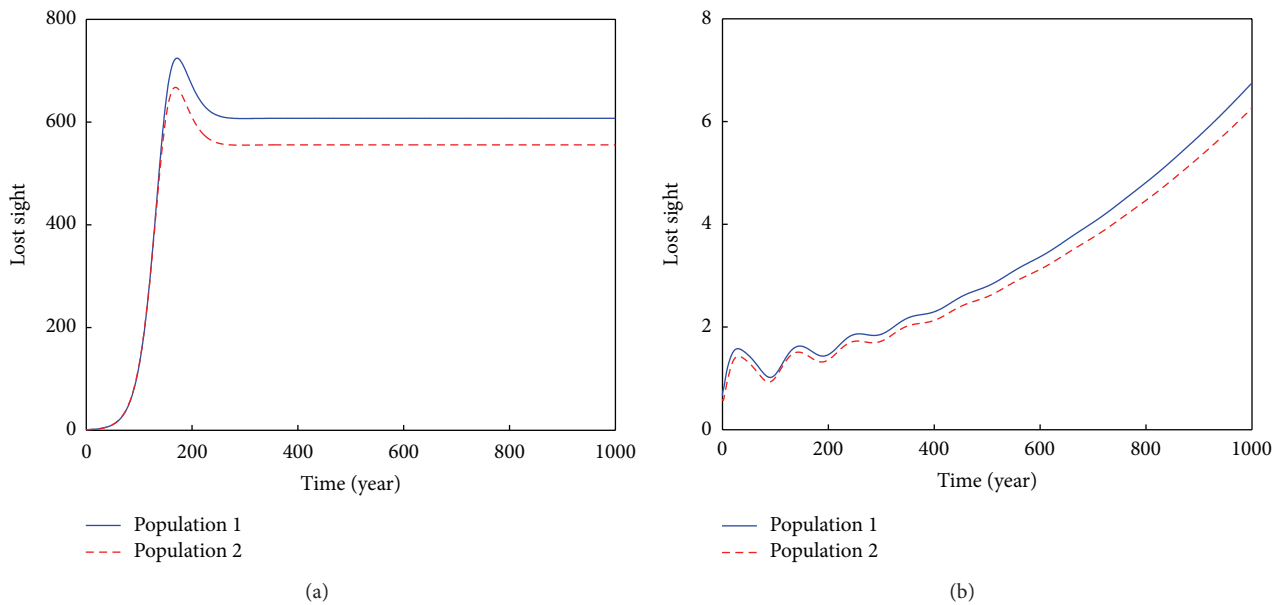 800
600
400
200
0
Lost sight
0 200 400 600 800 1000
Time (year)
Population 1
Population 2
(a)
8
6
4
2
0
Lost sight
0 200 400 600 800 1000
Time (year)
Population 1
Population 2
(b)